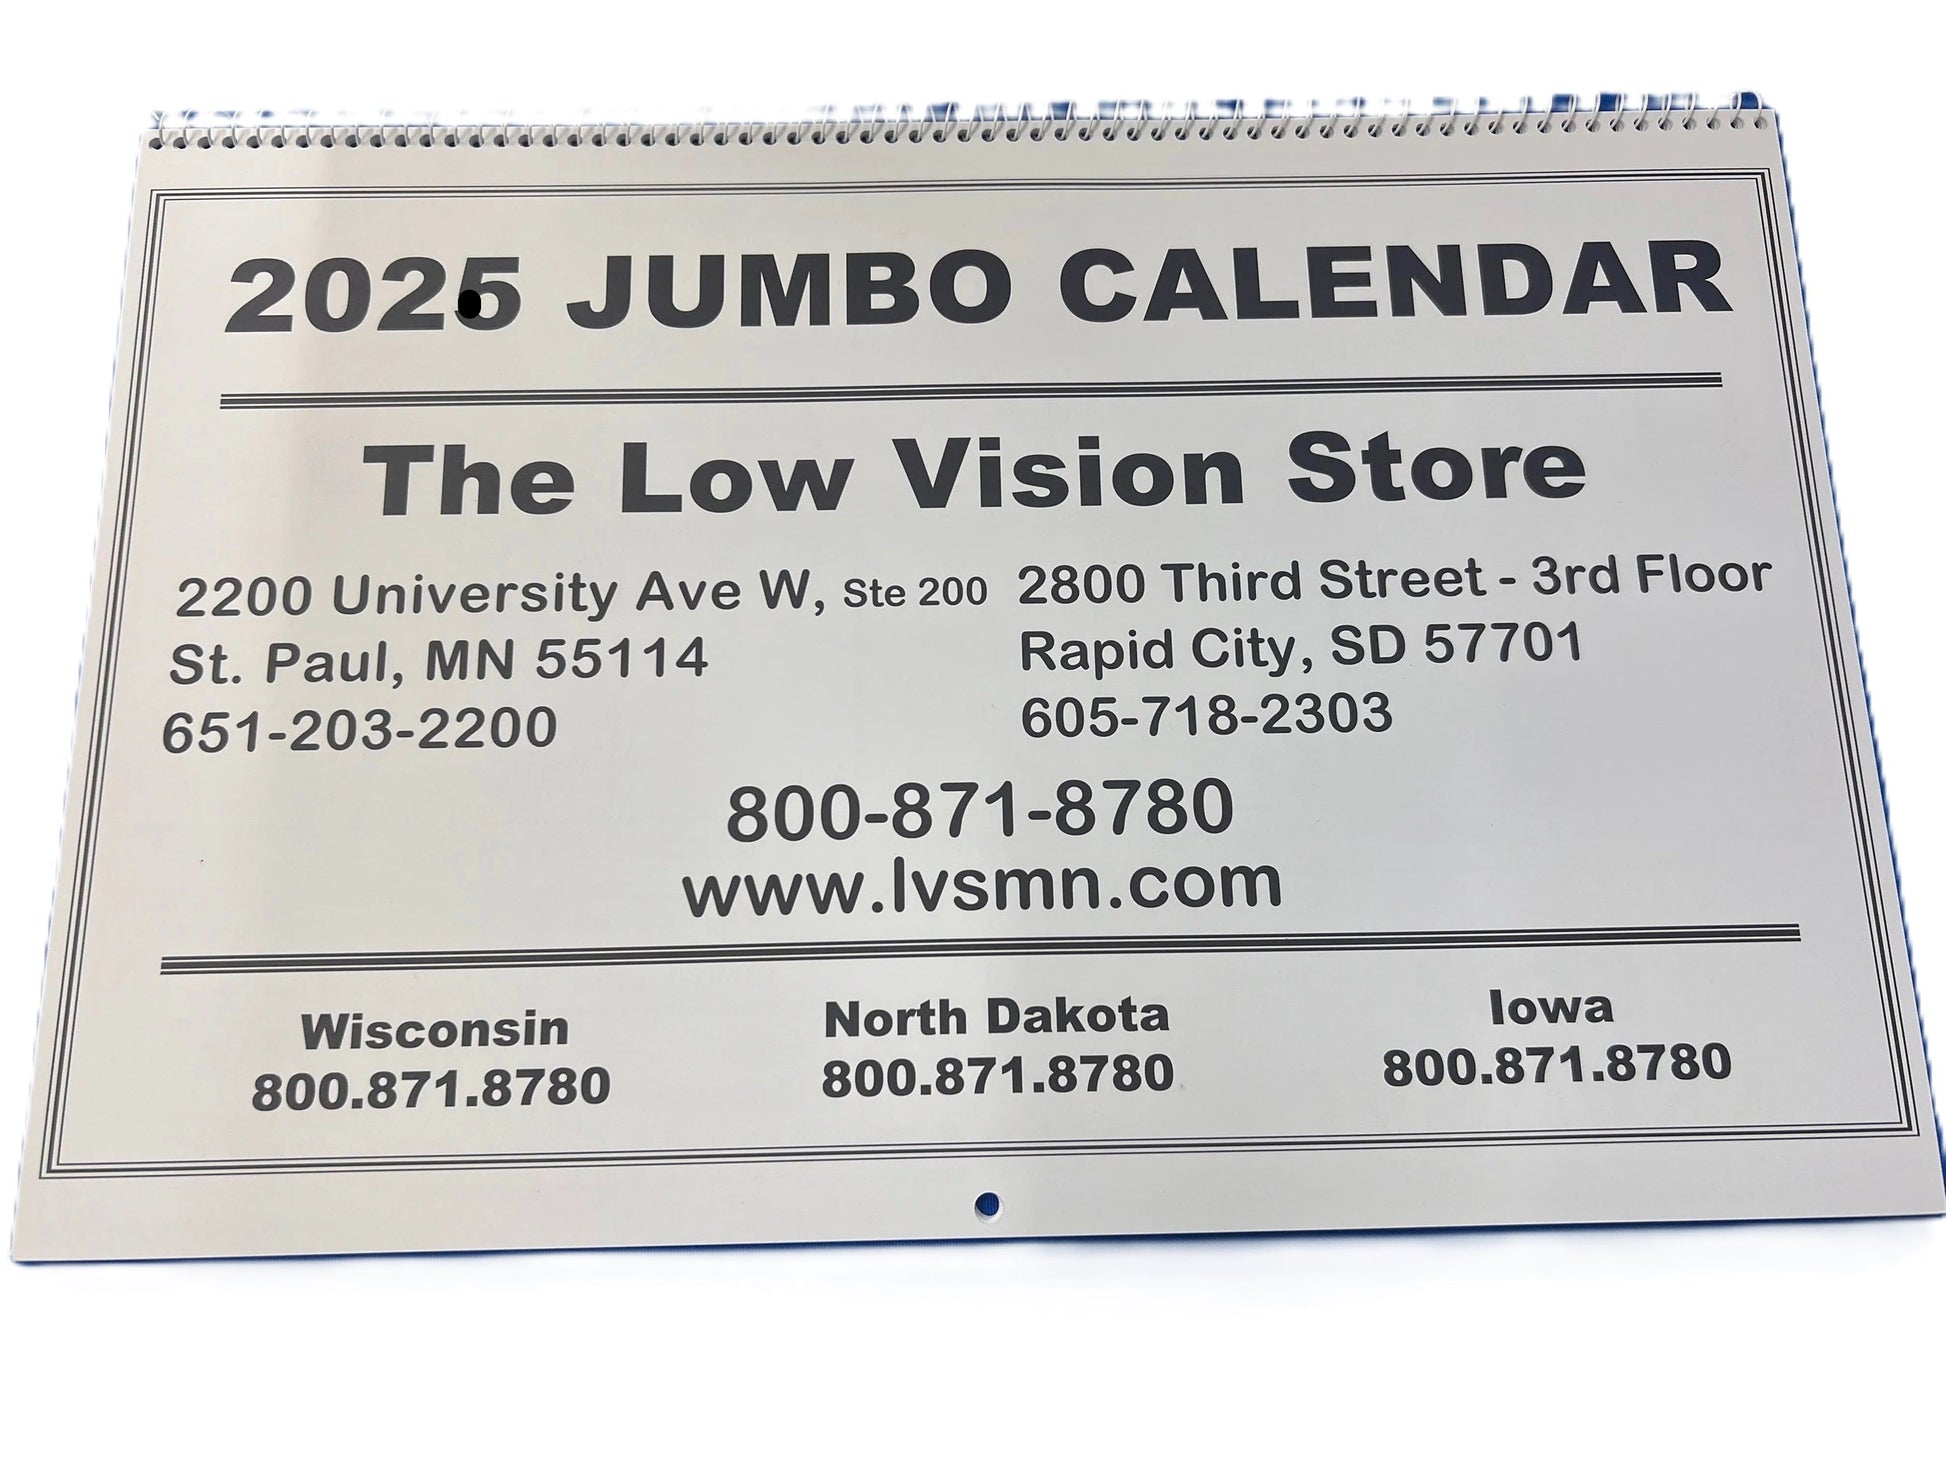 2025 JUMBO CALENDAR
The Low Vision Store
2200 University Ave W, Ste 200
St. Paul, MN 55114
651-203-2200
2800 Third Street - 3rd Floor
Rapid City, SD 57701
605-718-2303
800-871-8780
www.lvsmn.com
Wisconsin
800.871.8780
North Dakota
800.871.8780
Iowa
800.871.8780